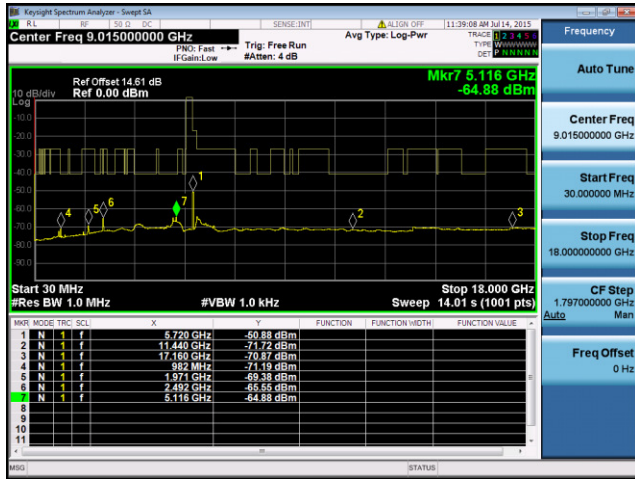 Keysight Spectrum Analyzer - Swept SA
RL RF 50 Ω DC SENSE:INT ALIGN OFF 11:39:08 AM Jul 14, 2015
Center Freq 9.015000000 GHz
PNO: Fast
IFGain:Low
Trig: Free Run
#Atten: 4 dB
Avg Type: Log-Pwr
TRACE 1 2 3 4 5 6
TYPE WWWWWW
DET P NNNNN
Ref Offset 14.61 dB
10 dB/div Ref 0.00 dBm
Log
Mkr7 5.116 GHz
-64.88 dBm
-10.0
-20.0
-30.0
-40.0
-50.0
-60.0
-70.0
-80.0
-90.0
1
2
3
4
5
6
7
Start 30 MHz Stop 18.000 GHz
#Res BW 1.0 MHz #VBW 1.0 kHz Sweep 14.01 s (1001 pts)
MKR MODE TRC SCL X Y FUNCTION FUNCTION WIDTH FUNCTION VALUE
1 N 1 f 5.720 GHz -50.88 dBm
2 N 1 f 11.440 GHz -71.72 dBm
3 N 1 f 17.160 GHz -70.87 dBm
4 N 1 f 982 MHz -71.19 dBm
5 N 1 f 1.971 GHz -69.38 dBm
6 N 1 f 2.492 GHz -65.55 dBm
7 N 1 f 5.116 GHz -64.88 dBm
8
9
10
11
MSG STATUS
Frequency
Auto Tune
Center Freq
9.015000000 GHz
Start Freq
30.000000 MHz
Stop Freq
18.000000000 GHz
CF Step
1.797000000 GHz
Auto Man
Freq Offset
0 Hz